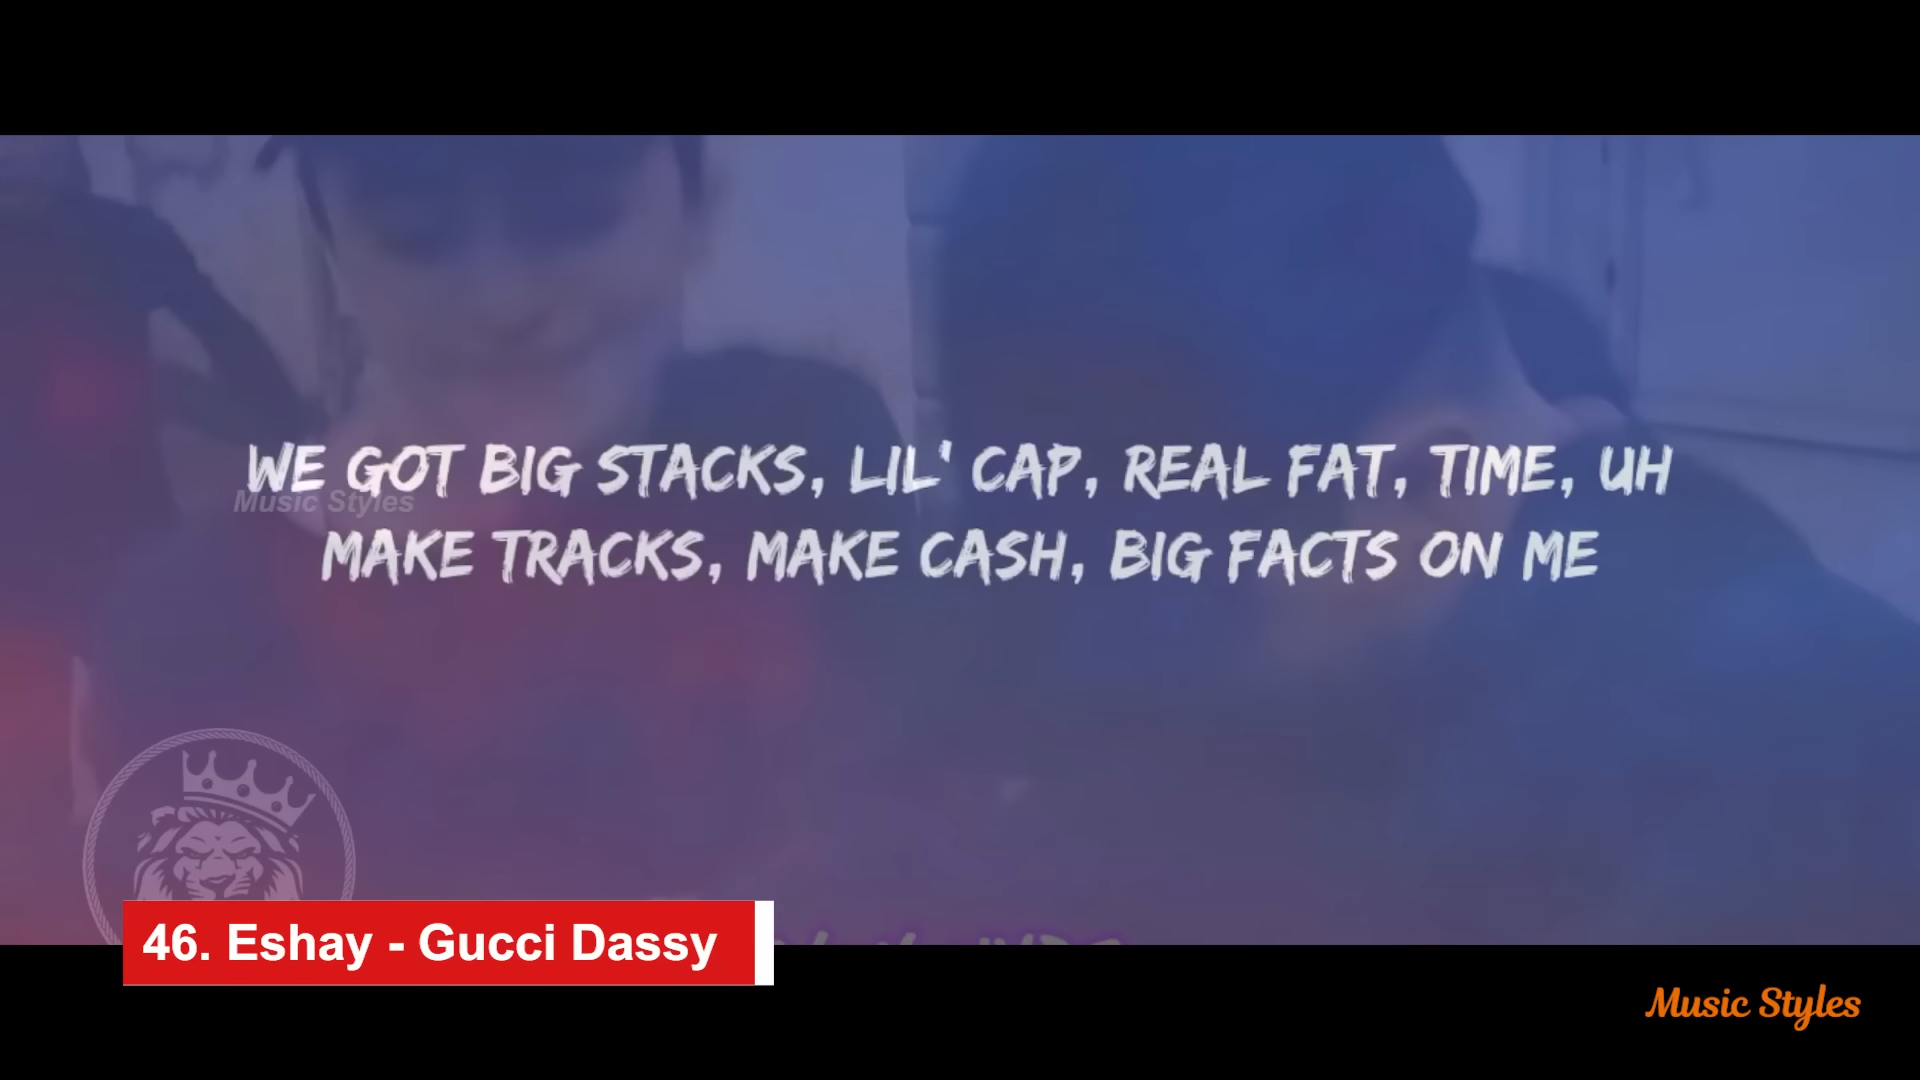 WE GOT BIG STACKS, LIL' CAP, REAL FAT, TIME, UH
Music Styles
MAKE TRACKS, MAKE CASH, BIG FACTS ON ME
46. Eshay - Gucci Dassy
Music Styles